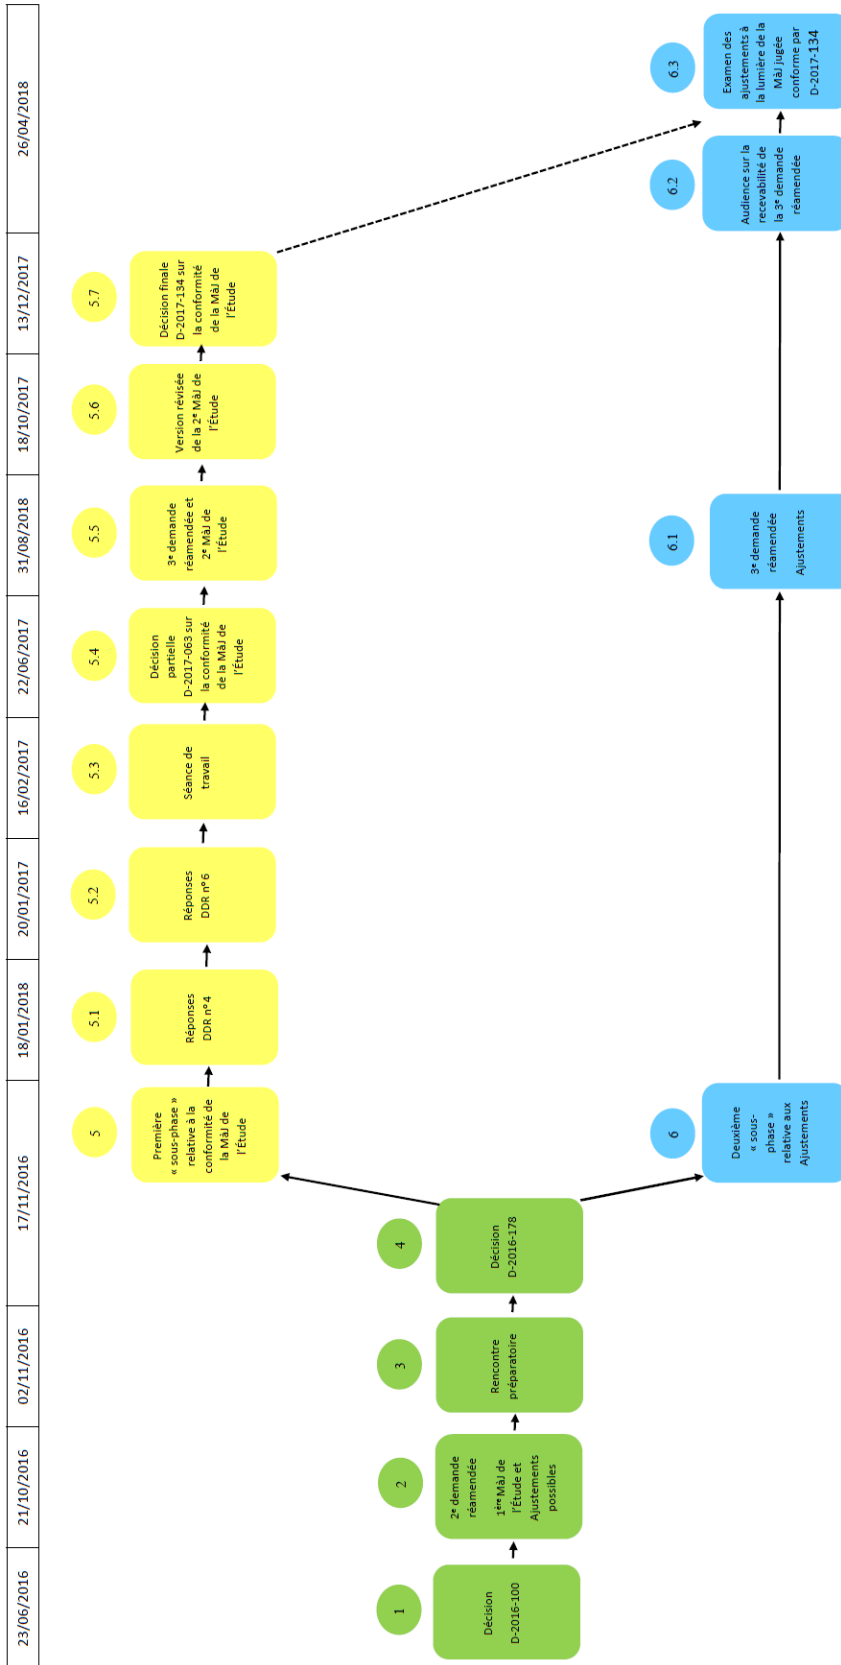 23/06/2016
21/10/2016
02/11/2016
17/11/2016
18/01/2018
20/01/2017
16/02/2017
22/06/2017
31/08/2018
18/10/2017
13/12/2017
26/04/2018
5
Première
« sous-phase »
relative à la
conformité de
la MàJ de
l'Étude
5.1
Réponses
DDR nº 4
5.2
Réponses
DDR nº 6
5.3
Séance de
travail
5.4
Décision
partielle
D-2017-063 sur
la conformité
de la MàJ de
l'Étude
5.5
3e demande
réamendée et
2e MàJ de
l'Étude
5.6
Version révisée
de la 2e MàJ de
l'Étude
5.7
Décision finale
D-2017-134 sur
la conformité
de la MàJ de
l'Étude
1
Décision
D-2016-100
2
2e demande
réamendée
1ère MàJ de
l'Étude et
Ajustements
possibles
3
Rencontre
préparatoire
4
Décision
D-2016-178
6
Deuxième
« sous-
phase »
relative aux
Ajustements
6.1
3e demande
réamendée
Ajustements
6.2
Audience sur la
recevabilité de
la 3e demande
réamendée
6.3
Examen des
ajustements à
la lumière de la
MàJ jugée
conforme par
D-2017-134